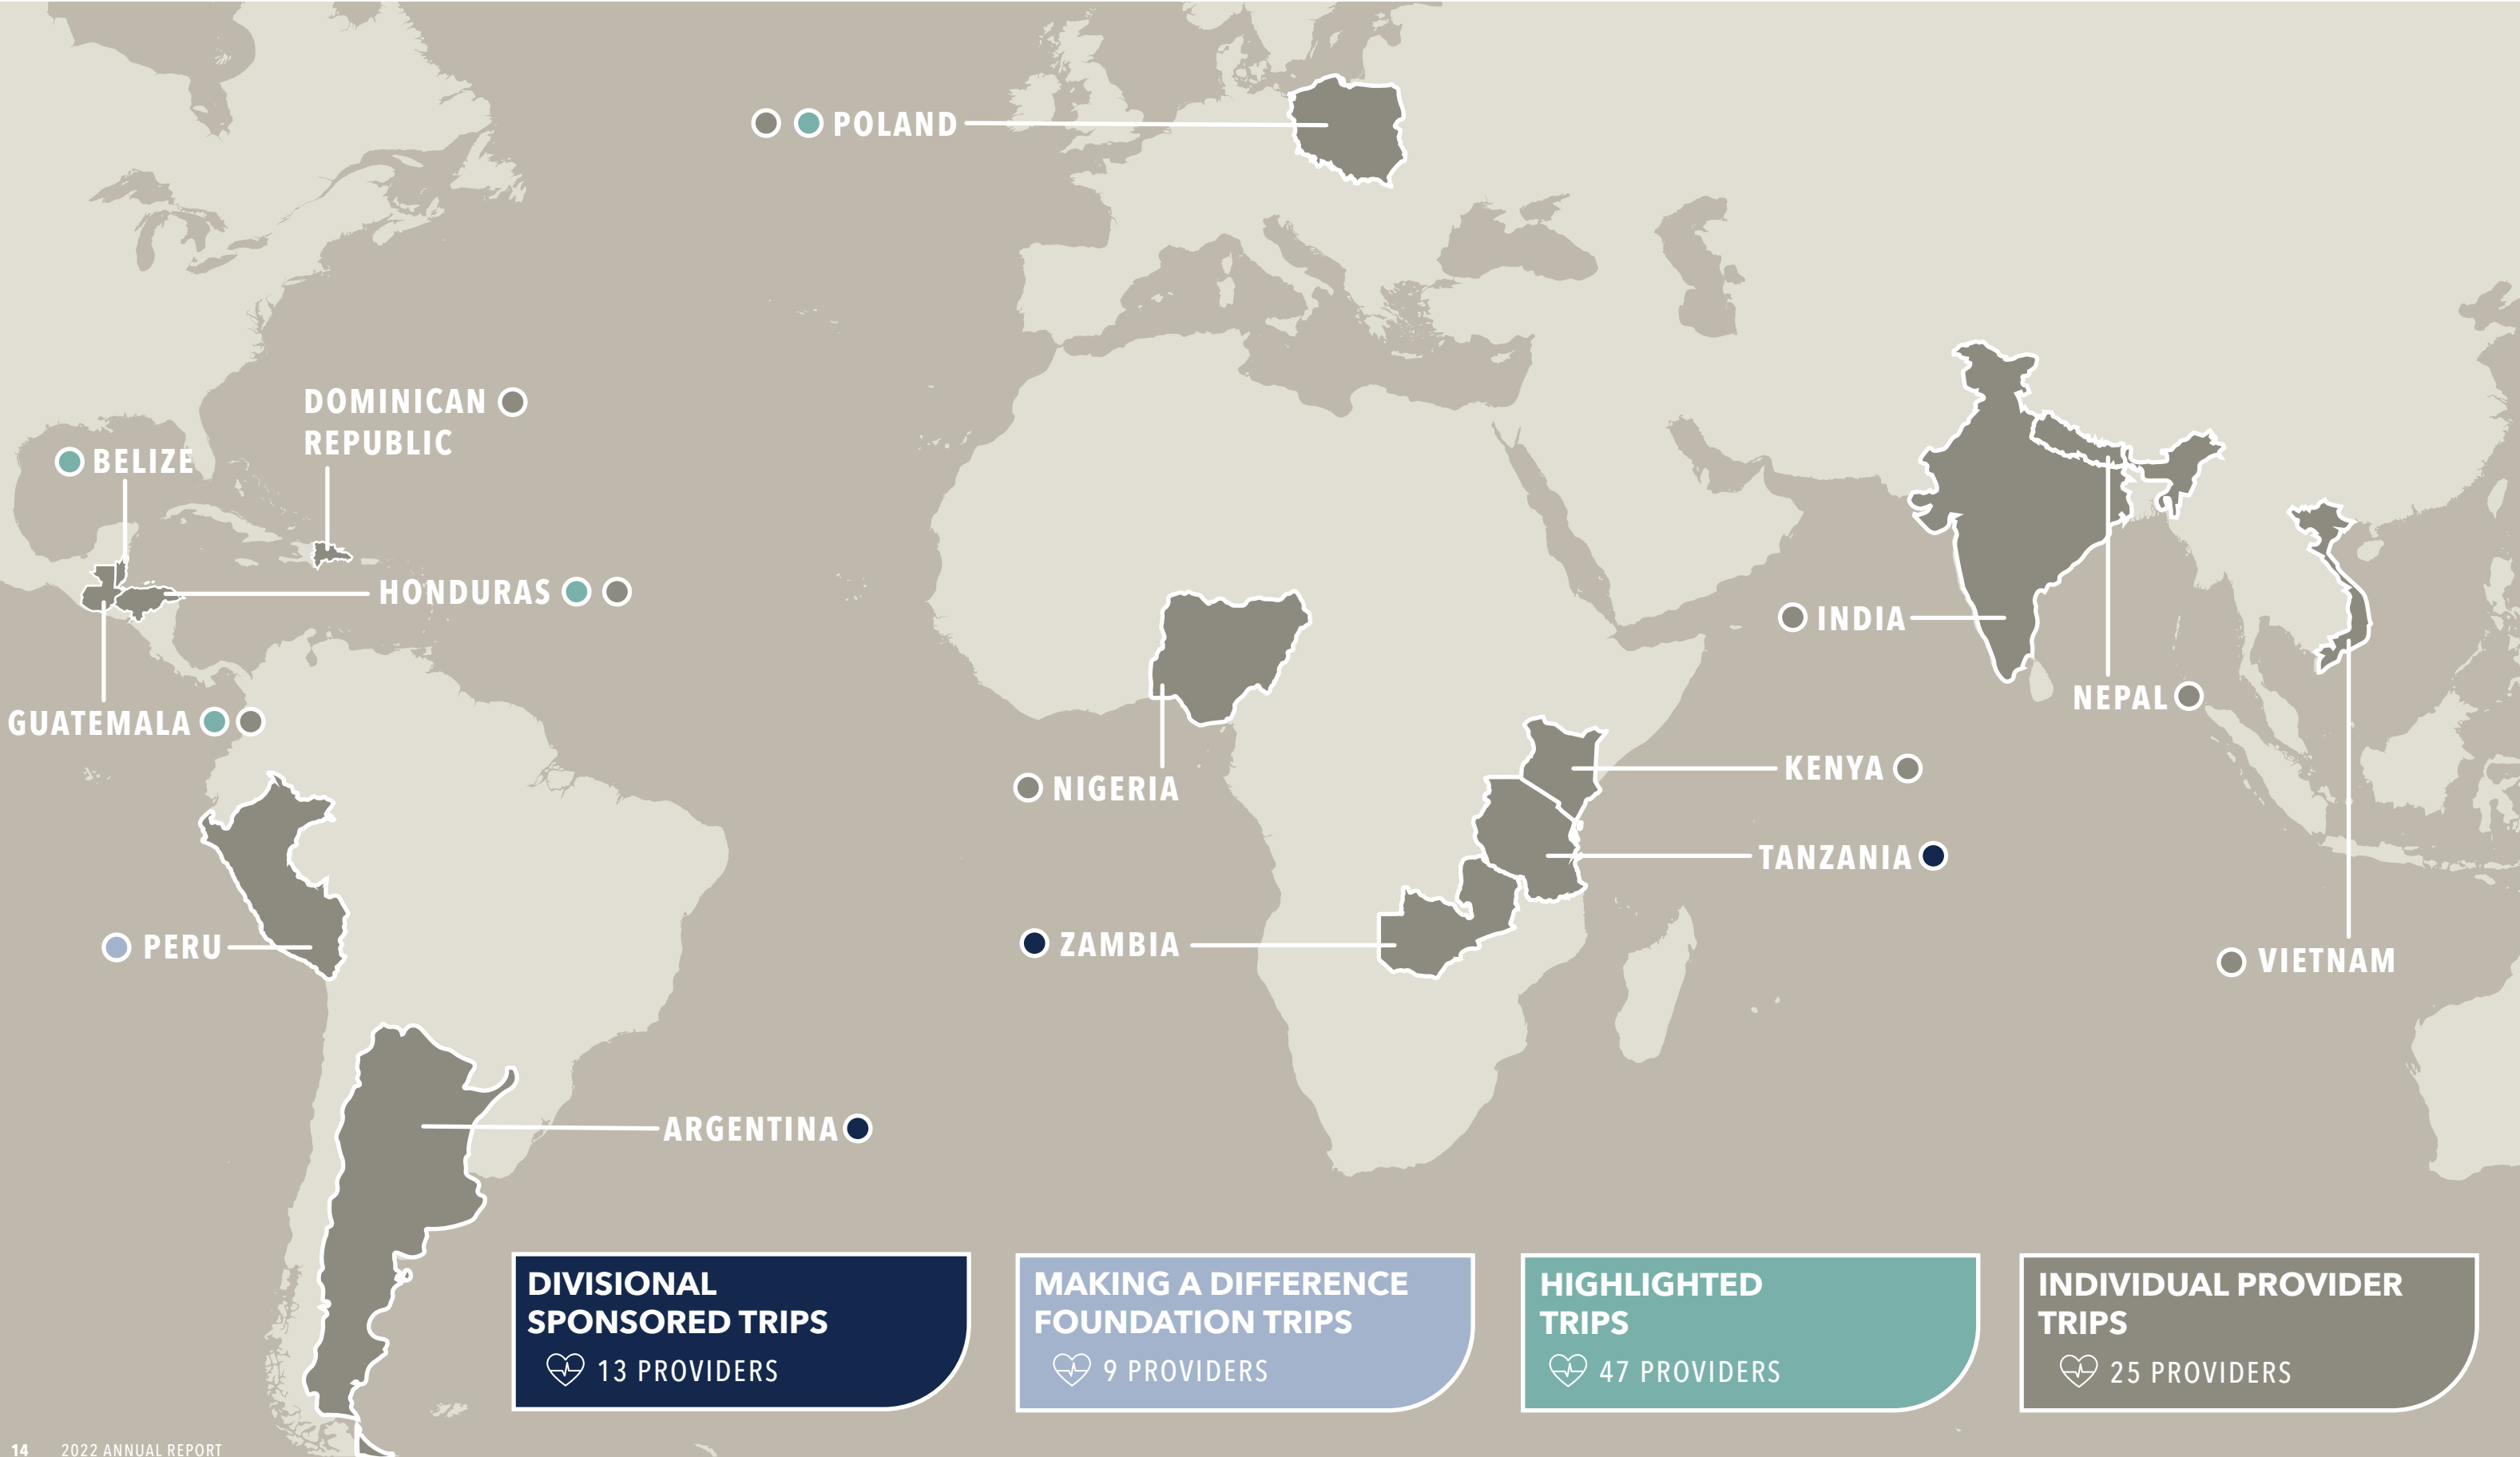 POLAND
DOMINICAN
REPUBLIC
BELIZE
HONDURAS
INDIA
NEPAL
GUATEMALA
KENYA
NIGERIA
TANZANIA
ZAMBIA
PERU
VIETNAM
ARGENTINA
DIVISIONAL
SPONSORED TRIPS
13 PROVIDERS
MAKING A DIFFERENCE
FOUNDATION TRIPS
9 PROVIDERS
HIGHLIGHTED
TRIPS
47 PROVIDERS
INDIVIDUAL PROVIDER
TRIPS
25 PROVIDERS
14 2022 ANNUAL REPORT